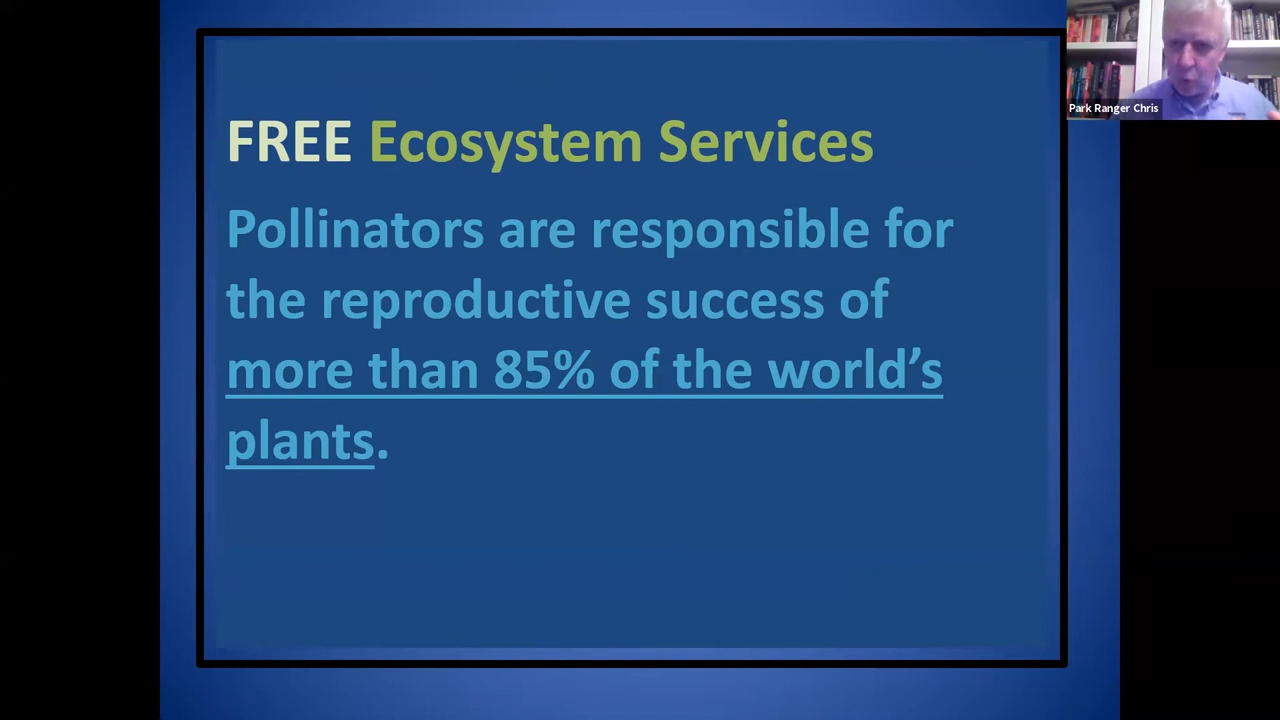 FREE Ecosystem Services
Pollinators are responsible for
the reproductive success of
more than 85% of the world’s
plants.
Park Ranger Chris